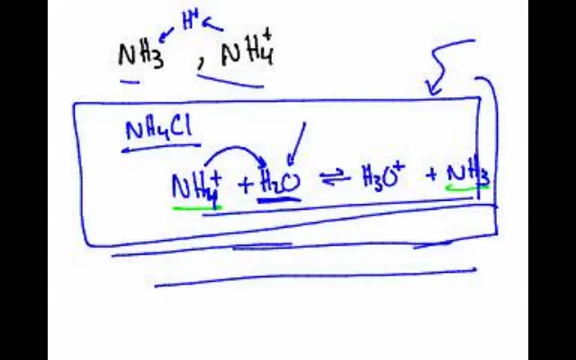 H⁺
NH₃ , NH₄⁺
NH₄Cl
NH₄⁺ + H₂O ⇌ H₃O⁺ + NH₃